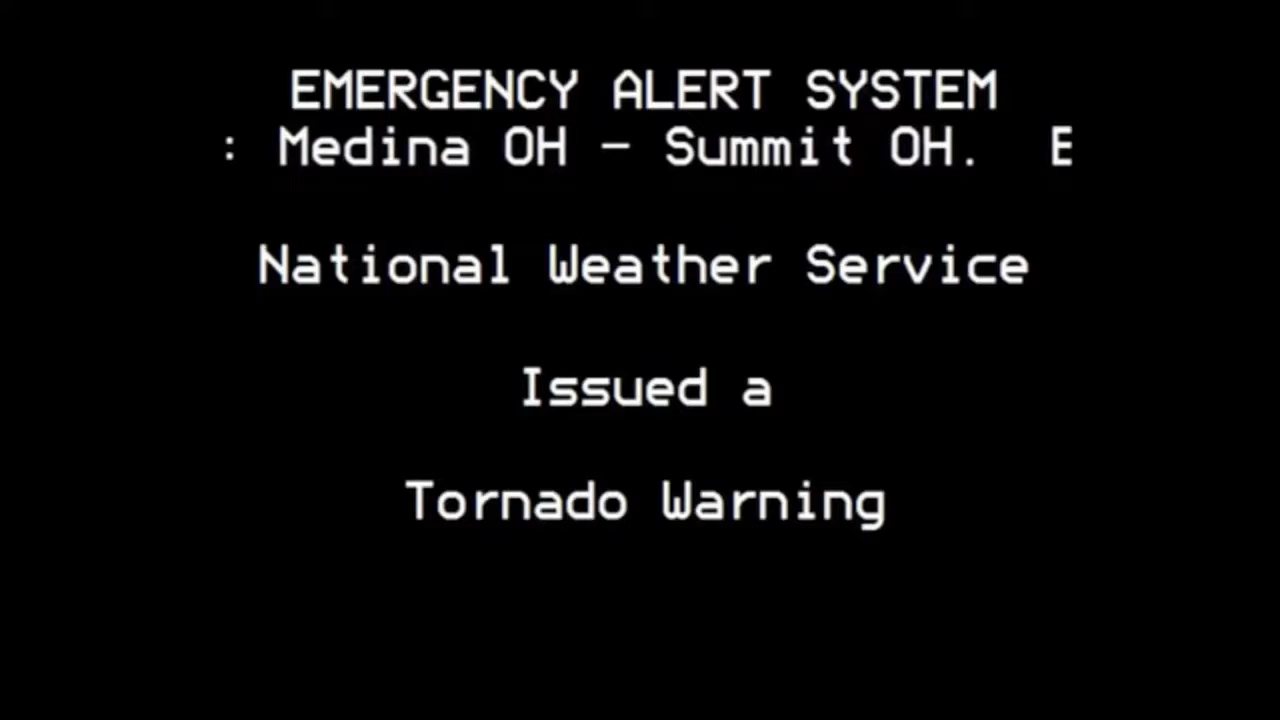 EMERGENCY ALERT SYSTEM
: Medina OH - Summit OH.  E
National Weather Service
Issued a
Tornado Warning